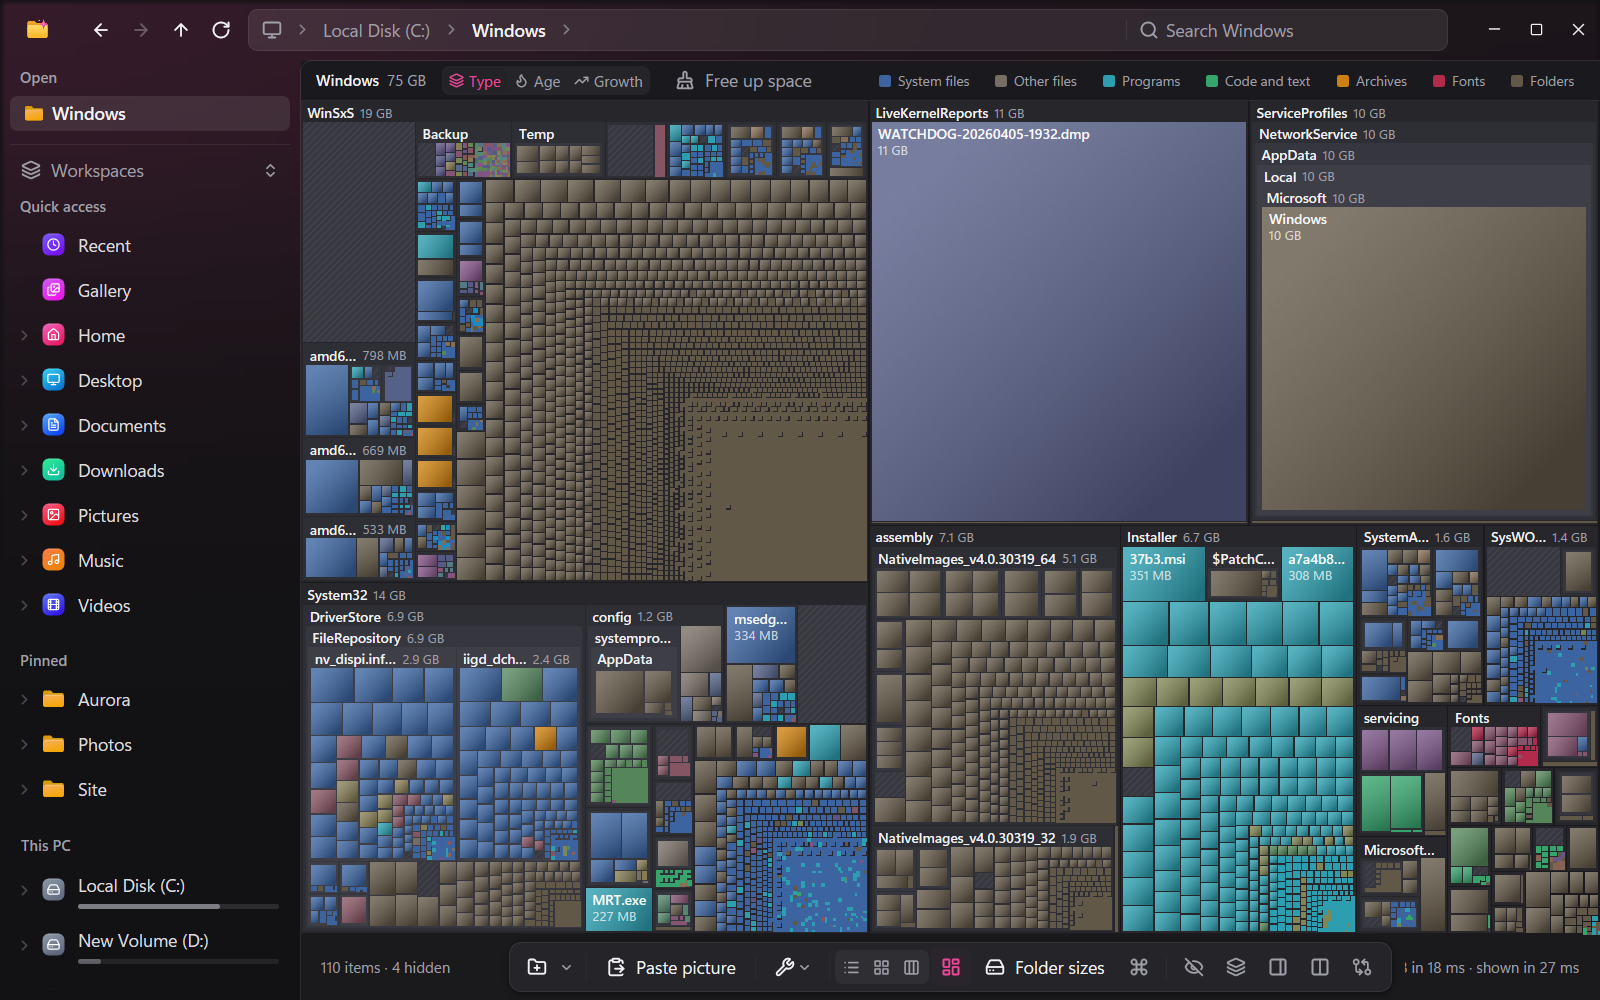 Local Disk (C:)
Windows
Search Windows
Open
Windows
Workspaces
Quick access
Recent
Gallery
Home
Desktop
Documents
Downloads
Pictures
Music
Videos
Pinned
Aurora
Photos
Site
This PC
Local Disk (C:)
New Volume (D:)
Windows 75 GB
Type
Age
Growth
Free up space
System files
Other files
Programs
Code and text
Archives
Fonts
Folders
WinSxS 19 GB
Backup
Temp
amd6... 798 MB
amd6... 669 MB
amd6... 533 MB
LiveKernelReports 11 GB
WATCHDOG-20260405-1932.dmp
11 GB
ServiceProfiles 10 GB
NetworkService 10 GB
AppData 10 GB
Local 10 GB
Microsoft 10 GB
Windows
10 GB
System32 14 GB
DriverStore 6.9 GB
FileRepository 6.9 GB
nv_dispi.inf... 2.9 GB
iigd_dch... 2.4 GB
config 1.2 GB
systempro...
AppData
msedg...
334 MB
MRT.exe
227 MB
assembly 7.1 GB
NativeImages_v4.0.30319_64 5.1 GB
NativeImages_v4.0.30319_32 1.9 GB
Installer 6.7 GB
37b3.msi
351 MB
$PatchC...
a7a4b8...
308 MB
SystemA... 1.6 GB
SysWO... 1.4 GB
servicing
Fonts
Microsoft...
110 items · 4 hidden
Paste picture
Folder sizes
in 18 ms · shown in 27 ms